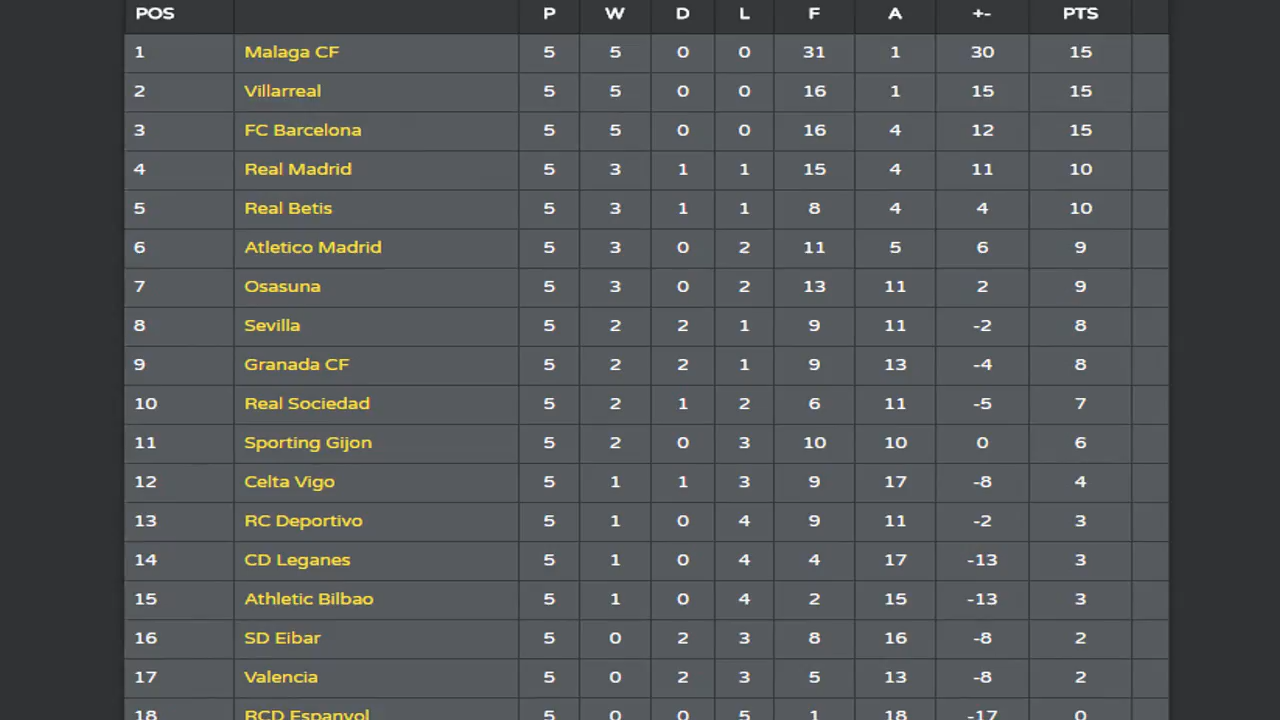 POS P W D L F A +- PTS
1 Malaga CF 5 5 0 0 31 1 30 15
2 Villarreal 5 5 0 0 16 1 15 15
3 FC Barcelona 5 5 0 0 16 4 12 15
4 Real Madrid 5 3 1 1 15 4 11 10
5 Real Betis 5 3 1 1 8 4 4 10
6 Atletico Madrid 5 3 0 2 11 5 6 9
7 Osasuna 5 3 0 2 13 11 2 9
8 Sevilla 5 2 2 1 9 11 -2 8
9 Granada CF 5 2 2 1 9 13 -4 8
10 Real Sociedad 5 2 1 2 6 11 -5 7
11 Sporting Gijon 5 2 0 3 10 10 0 6
12 Celta Vigo 5 1 1 3 9 17 -8 4
13 RC Deportivo 5 1 0 4 9 11 -2 3
14 CD Leganes 5 1 0 4 4 17 -13 3
15 Athletic Bilbao 5 1 0 4 2 15 -13 3
16 SD Eibar 5 0 2 3 8 16 -8 2
17 Valencia 5 0 2 3 5 13 -8 2
18 RCD Espanyol 5 0 0 5 1 18 -17 0